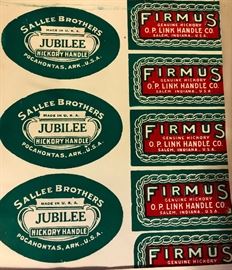 SALLEE BROTHERS
MADE IN U.S.A.
JUBILEE
HICKORY HANDLE
POCAHONTAS, ARK., U.S.A.
SALLEE BROTHERS
MADE IN U.S.A.
JUBILEE
HICKORY HANDLE
POCAHONTAS, ARK., U.S.A.
SALLEE BROTHERS
MADE IN U.S.A.
JUBILEE
HICKORY HANDLE
POCAHONTAS, ARK., U.S.A.
FIRMUS
GENUINE HICKORY
O.P. LINK HANDLE CO.
SALEM, INDIANA, U.S.A.
FIRMUS
GENUINE HICKORY
O.P. LINK HANDLE CO.
SALEM, INDIANA, U.S.A.
FIRMUS
GENUINE HICKORY
O.P. LINK HANDLE CO.
SALEM, INDIANA, U.S.A.
FIRMUS
GENUINE HICKORY
O.P. LINK HANDLE CO.
SALEM, INDIANA, U.S.A.
FIRMUS